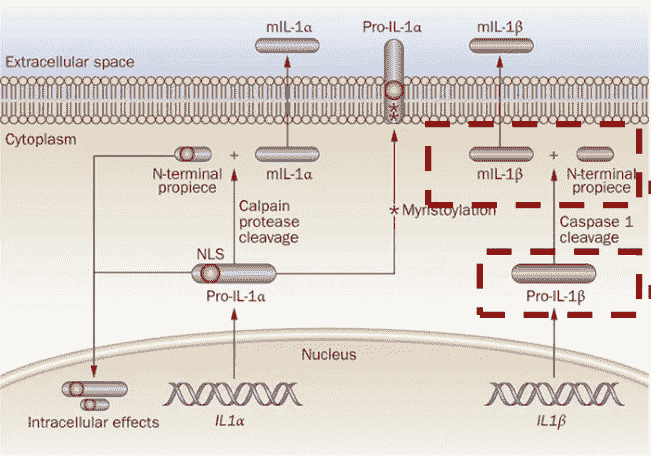 mIL-1α
Pro-IL-1α
mIL-1β
Extracellular space
Cytoplasm
+
+
N-terminal
propiece
mIL-1α
mIL-1β
N-terminal
propiece
Calpain
protease
cleavage
*Myristoylation
Caspase 1
cleavage
NLS
Pro-IL-1α
Pro-IL-1β
Nucleus
Intracellular effects
IL1α
IL1β